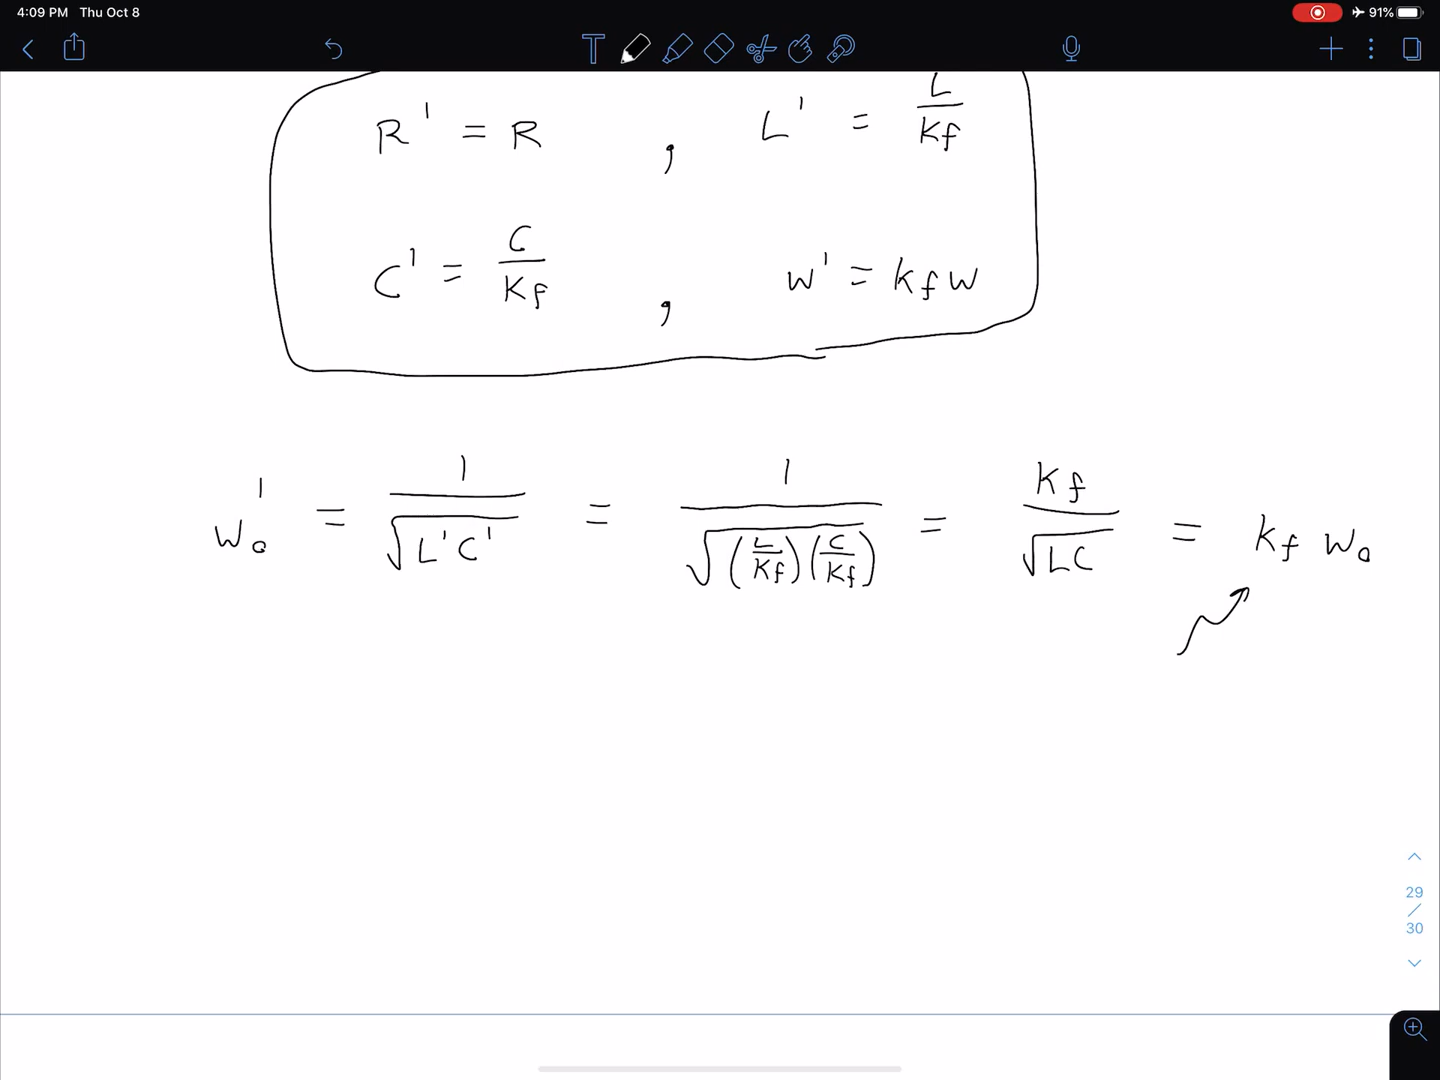 4:09 PM Thu Oct 8 91%
T
R' = R , L' = L/Kf
C' = C/Kf , w' = kf w
w₀' = 1/√(L'C') = 1/√((L/Kf)(C/Kf)) = Kf/√(LC) = kf w₀
29
/
30